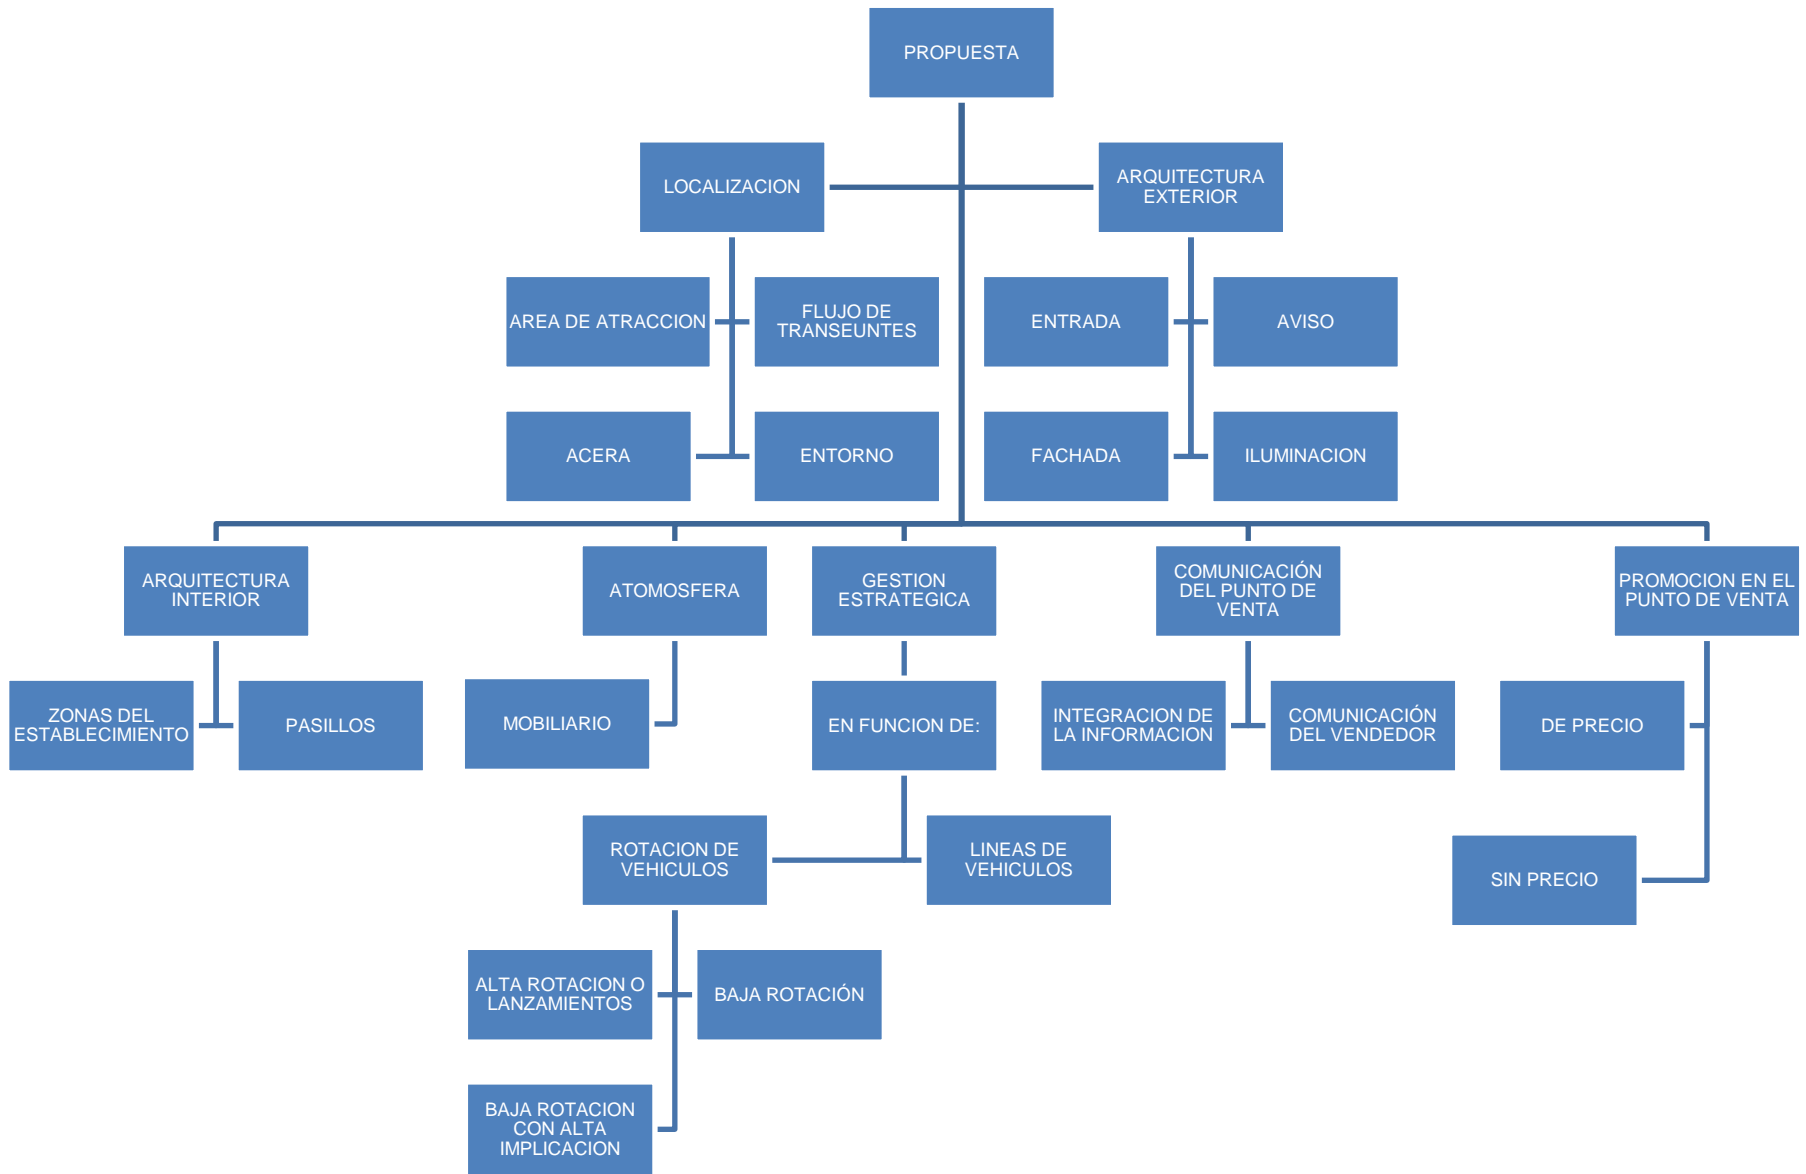 PROPUESTA
LOCALIZACION
ARQUITECTURA
EXTERIOR
AREA DE ATRACCION
FLUJO DE
TRANSEUNTES
ENTRADA
AVISO
ACERA
ENTORNO
FACHADA
ILUMINACION
ARQUITECTURA
INTERIOR
ATOMOSFERA
GESTION
ESTRATEGICA
COMUNICACIÓN
DEL PUNTO DE
VENTA
PROMOCION EN EL
PUNTO DE VENTA
ZONAS DEL
ESTABLECIMIENTO
PASILLOS
MOBILIARIO
EN FUNCION DE:
INTEGRACION DE
LA INFORMACION
COMUNICACIÓN
DEL VENDEDOR
DE PRECIO
ROTACION DE
VEHICULOS
LINEAS DE
VEHICULOS
SIN PRECIO
ALTA ROTACION O
LANZAMIENTOS
BAJA ROTACIÓN
BAJA ROTACION
CON ALTA
IMPLICACION